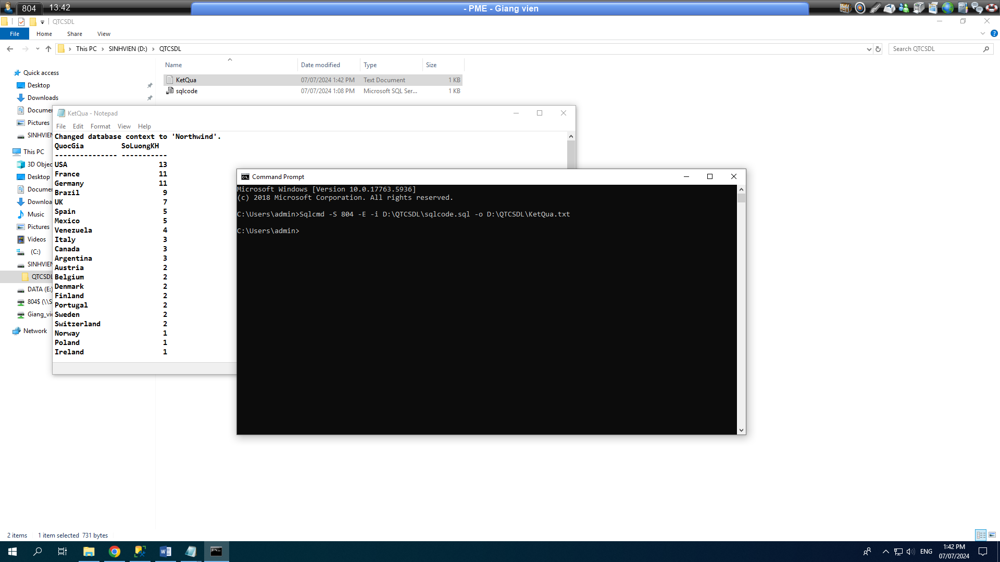 804
13:42
- PME - Giang vien
QTCSDL
File
Home
Share
View
This PC
SINHVIEN (D:)
QTCSDL
Search QTCSDL
Name
Date modified
Type
Size
KetQua
07/07/2024 1:42 PM
Text Document
1 KB
sqlcode
07/07/2024 1:08 PM
Microsoft SQL Ser...
1 KB
Quick access
Desktop
Downloads
Documen
Pictures
SINHVIEN
This PC
3D Objec
Desktop
Documen
Downloa
Music
Pictures
Videos
(C:)
SINHVIEN
QTCSDL
DATA (E:)
804$ (\\S
Giang_vie
Network
KetQua - Notepad
File
Edit
Format
View
Help
Changed database context to 'Northwind'.
QuocGia         SoLuongKH
--------------- -----------
USA                      13
France                   11
Germany                  11
Brazil                    9
UK                        7
Spain                     5
Mexico                    5
Venezuela                 4
Italy                     3
Canada                    3
Argentina                 3
Austria                   2
Belgium                   2
Denmark                   2
Finland                   2
Portugal                  2
Sweden                    2
Switzerland               2
Norway                    1
Poland                    1
Ireland                   1
Command Prompt
Microsoft Windows [Version 10.0.17763.5936]
(c) 2018 Microsoft Corporation. All rights reserved.
C:\Users\admin>Sqlcmd -S 804 -E -i D:\QTCSDL\sqlcode.sql -o D:\QTCSDL\KetQua.txt
C:\Users\admin>
2 items
1 item selected 731 bytes
ENG
1:42 PM
07/07/2024